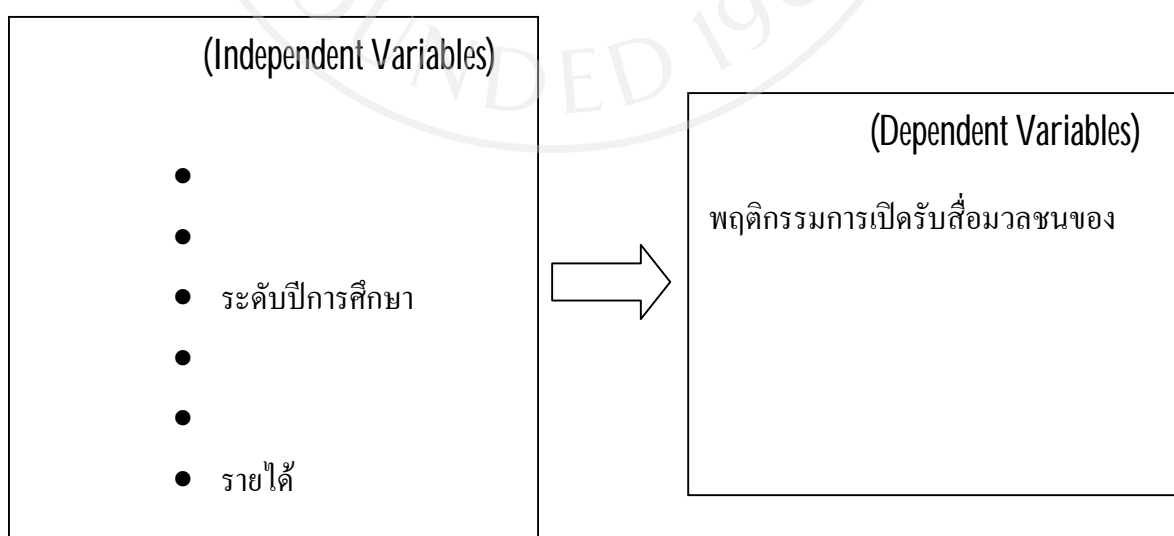 (Independent Variables)
•
•
• ระดับปีการศึกษา
•
•
• รายได้
(Dependent Variables)
พฤติกรรมการเปิดรับสื่อมวลชนของ
UNDED 19